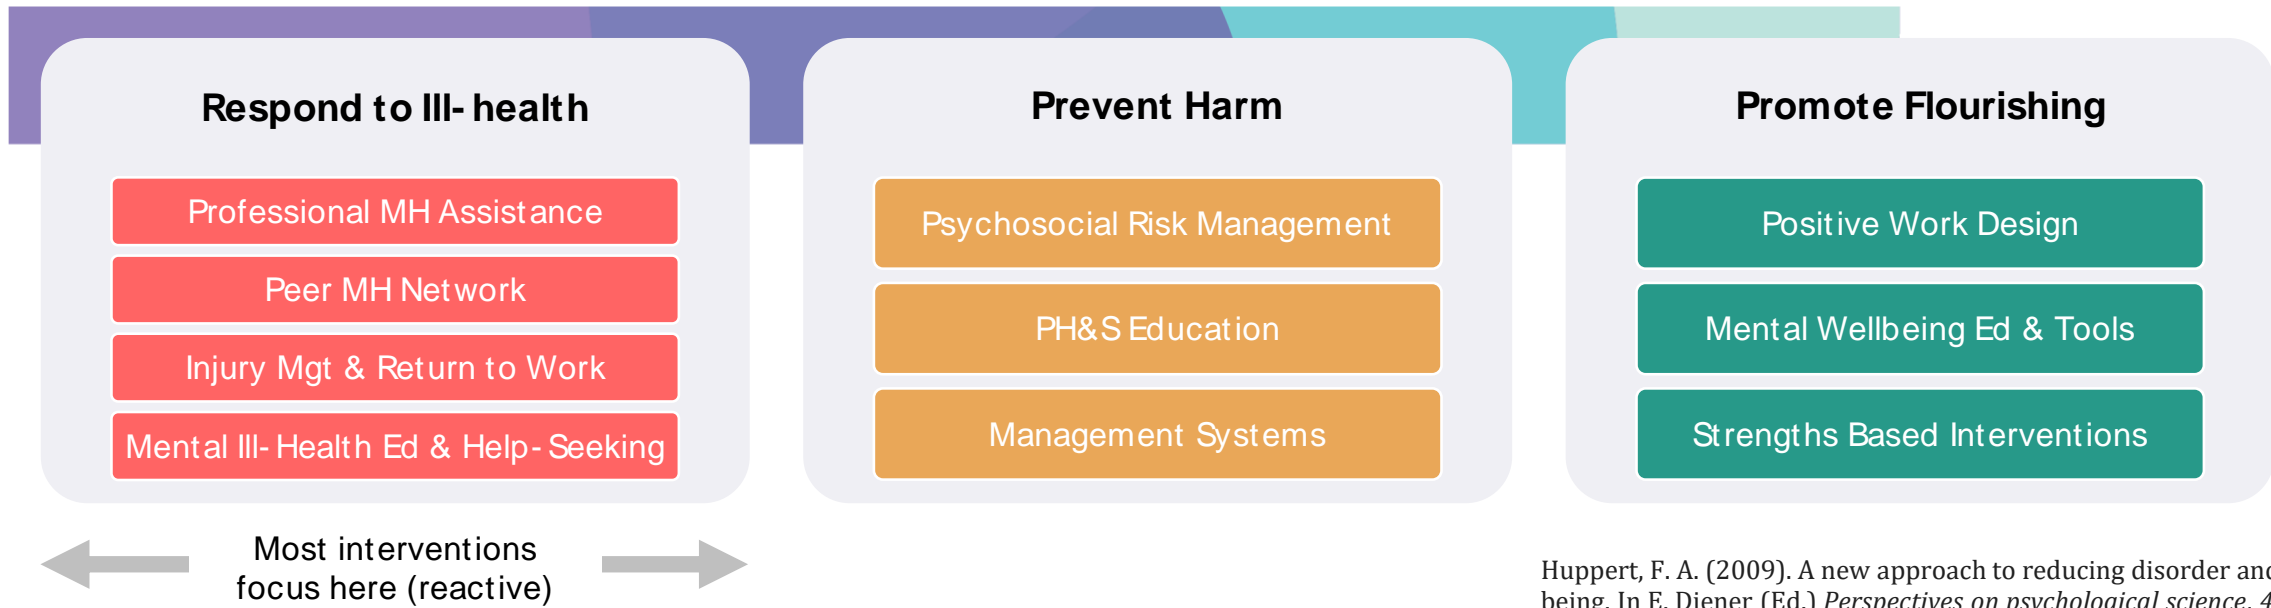 Respond to Ill-health
Professional MH Assistance
Peer MH Network
Injury Mgt & Return to Work
Mental Ill-Health Ed & Help-Seeking
Most interventions
focus here (reactive)
Prevent Harm
Psychosocial Risk Management
PH&S Education
Management Systems
Promote Flourishing
Positive Work Design
Mental Wellbeing Ed & Tools
Strengths Based Interventions
Huppert, F. A. (2009). A new approach to reducing disorder and
being. In E. Diener (Ed.) Perspectives on psychological science, 4